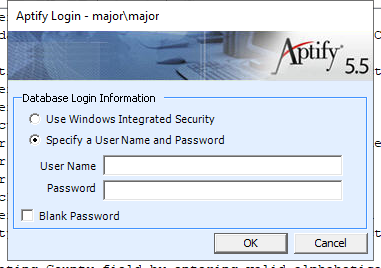 Aptify Login - major\major
Aptify® 5.5
Database Login Information
Use Windows Integrated Security
Specify a User Name and Password
User Name
Password
Blank Password
OK Cancel